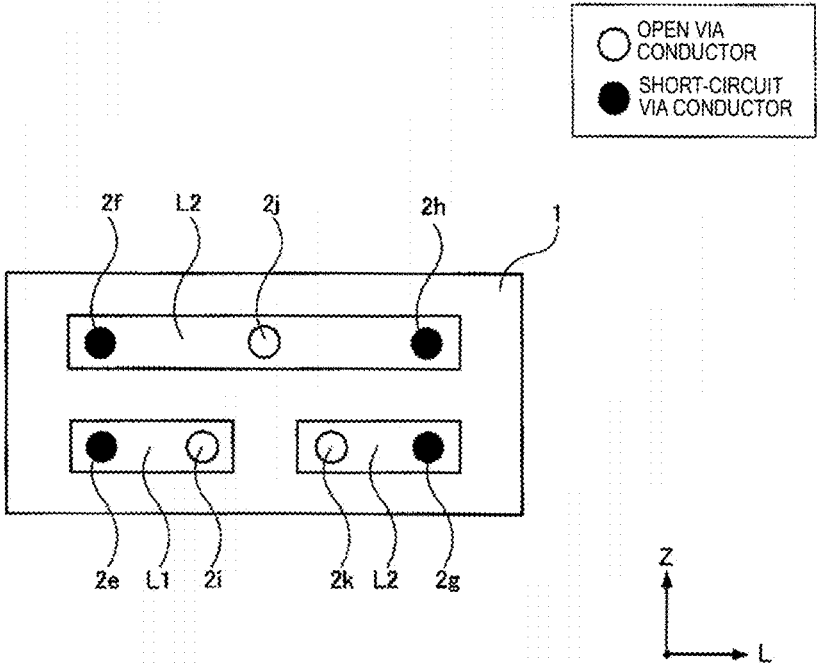 OPEN VIA
CONDUCTOR
SHORT-CIRCUIT
VIA CONDUCTOR
2f L2 2j 2h 1
2e L1 2i 2k L2 2g
Z
L